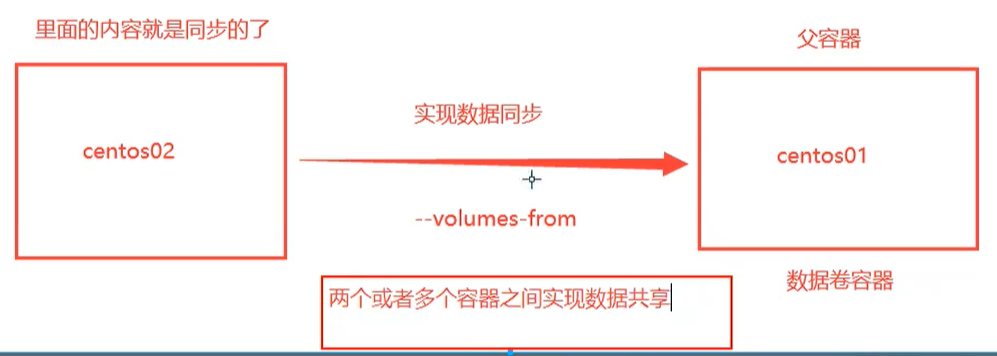 里面的内容就是同步的了
父容器
实现数据同步
centos02
centos01
--volumes-from
数据卷容器
两个或者多个容器之间实现数据共享